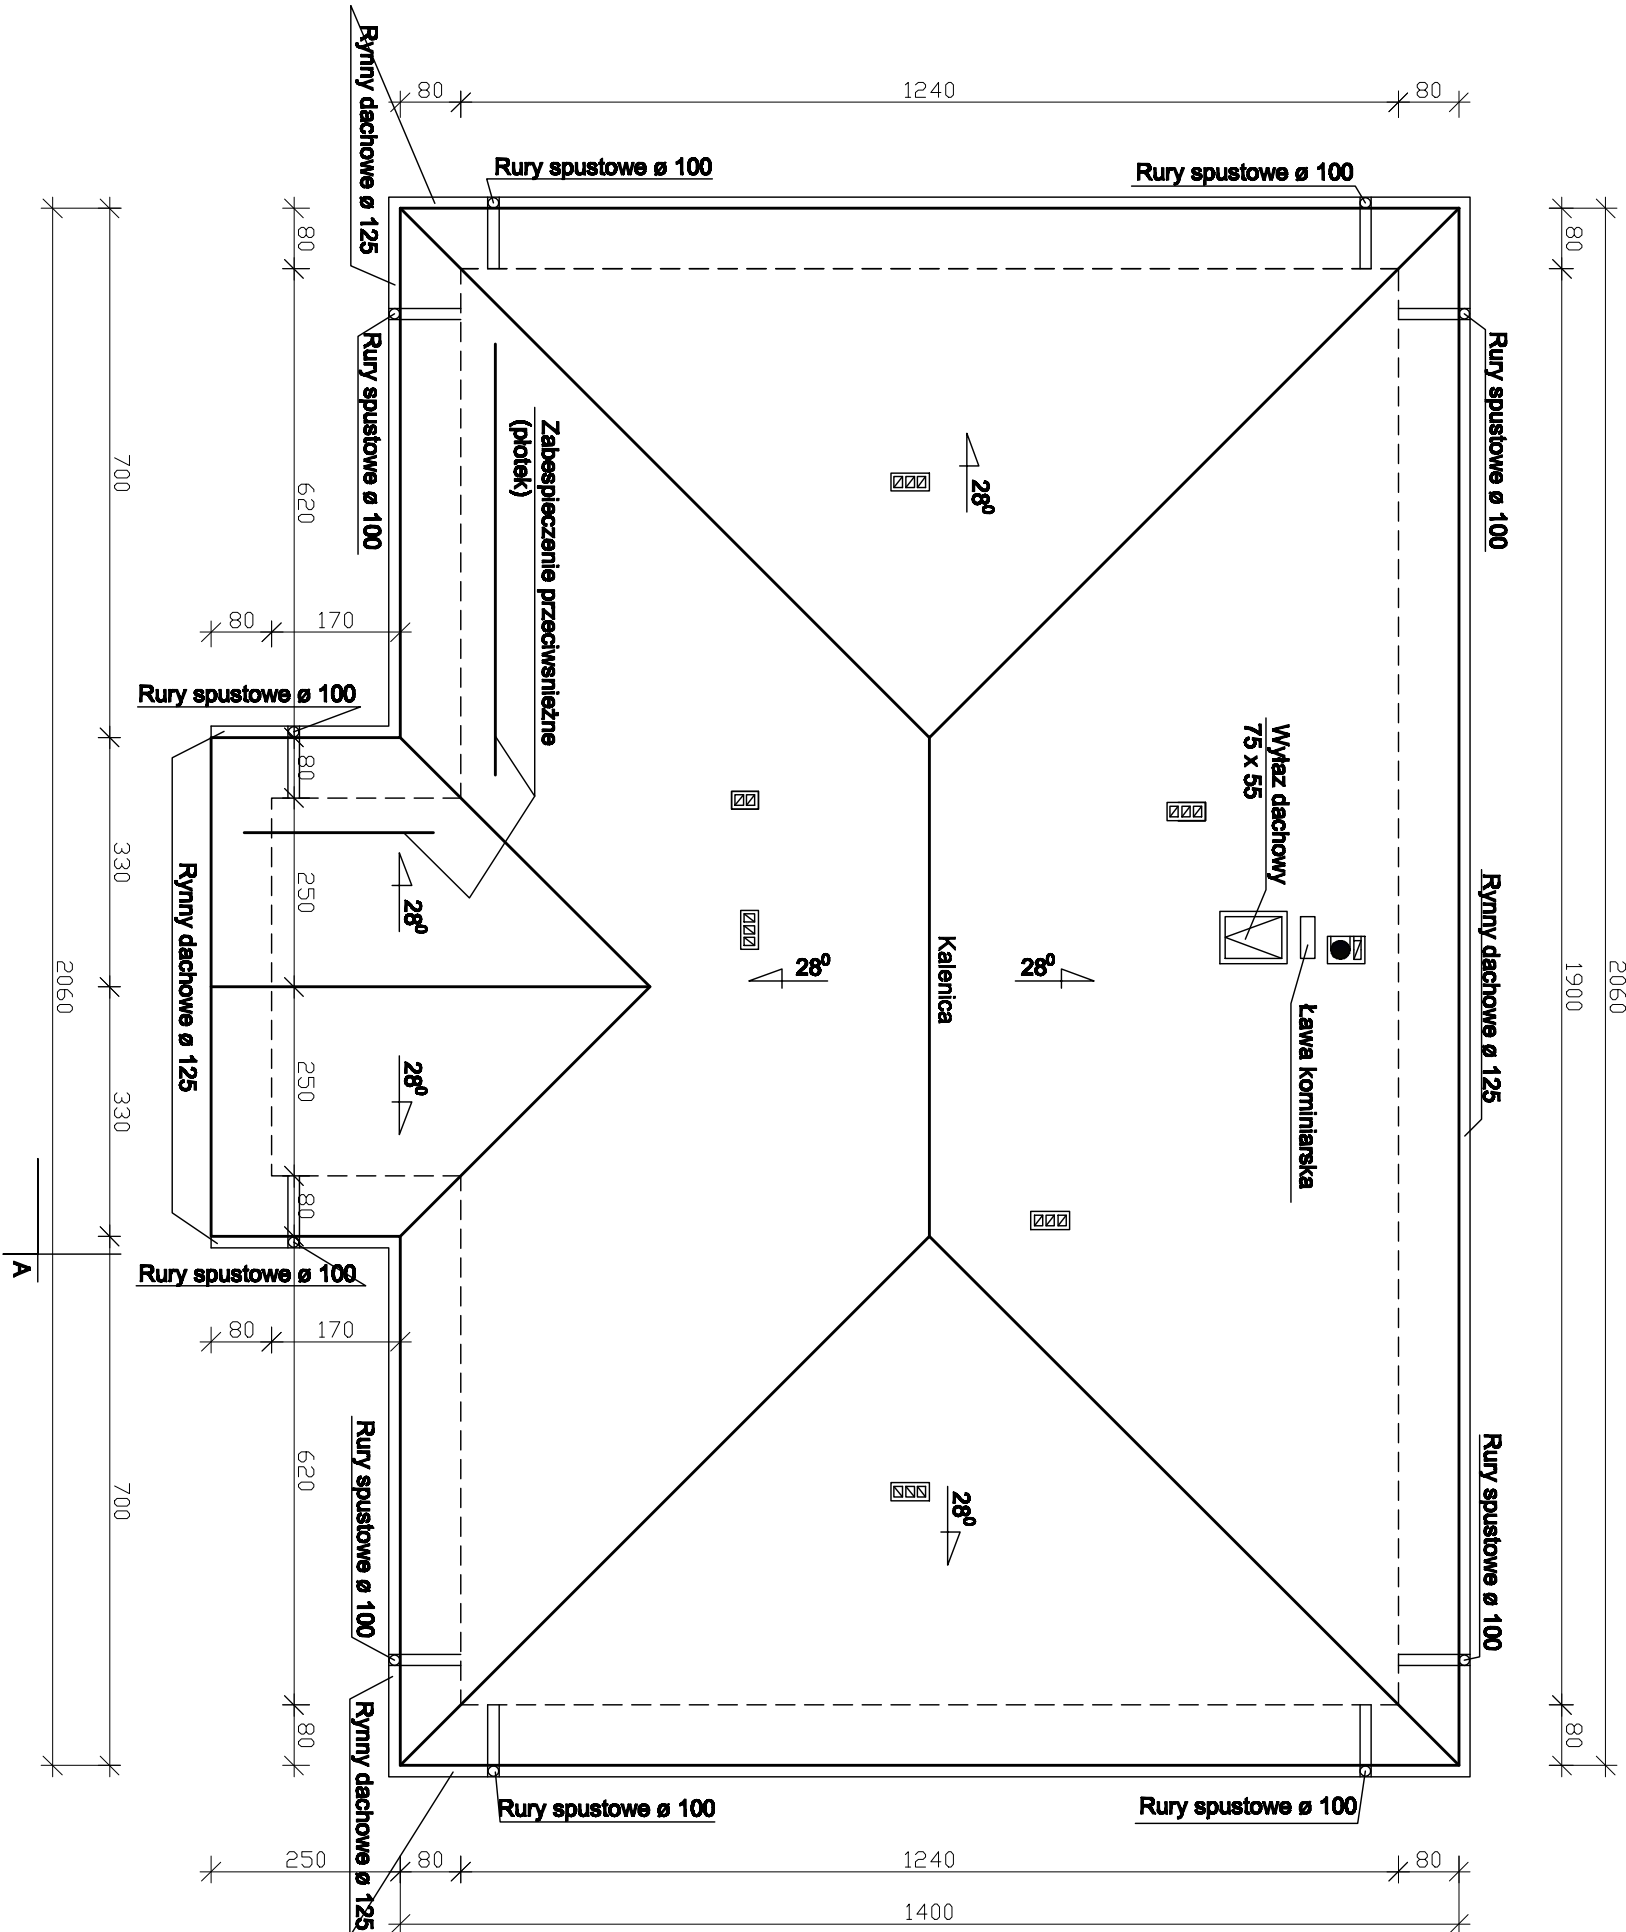 80
1240
80
Rynny dachowe ø 125
Rury spustowe ø 100
Rury spustowe ø 100
80
700
620
80
1900
2060
80
Rury spustowe ø 100
Rury spustowe ø 100
Zabespieczenie przeciwsnieżne
(płotek)
28⁰
80
170
Rury spustowe ø 100
Wyłaz dachowy
75 x 55
Rynny dachowe ø 125
Ława kominiarska
Kalenica
28⁰
28⁰
28⁰
28⁰
80
330
250
250
330
80
2060
Rynny dachowe ø 125
A
Rury spustowe ø 100
80
170
620
700
80
Rury spustowe ø 100
Rynny dachowe ø 125
28⁰
Rury spustowe ø 100
Rury spustowe ø 100
Rury spustowe ø 100
250
80
1240
80
1400